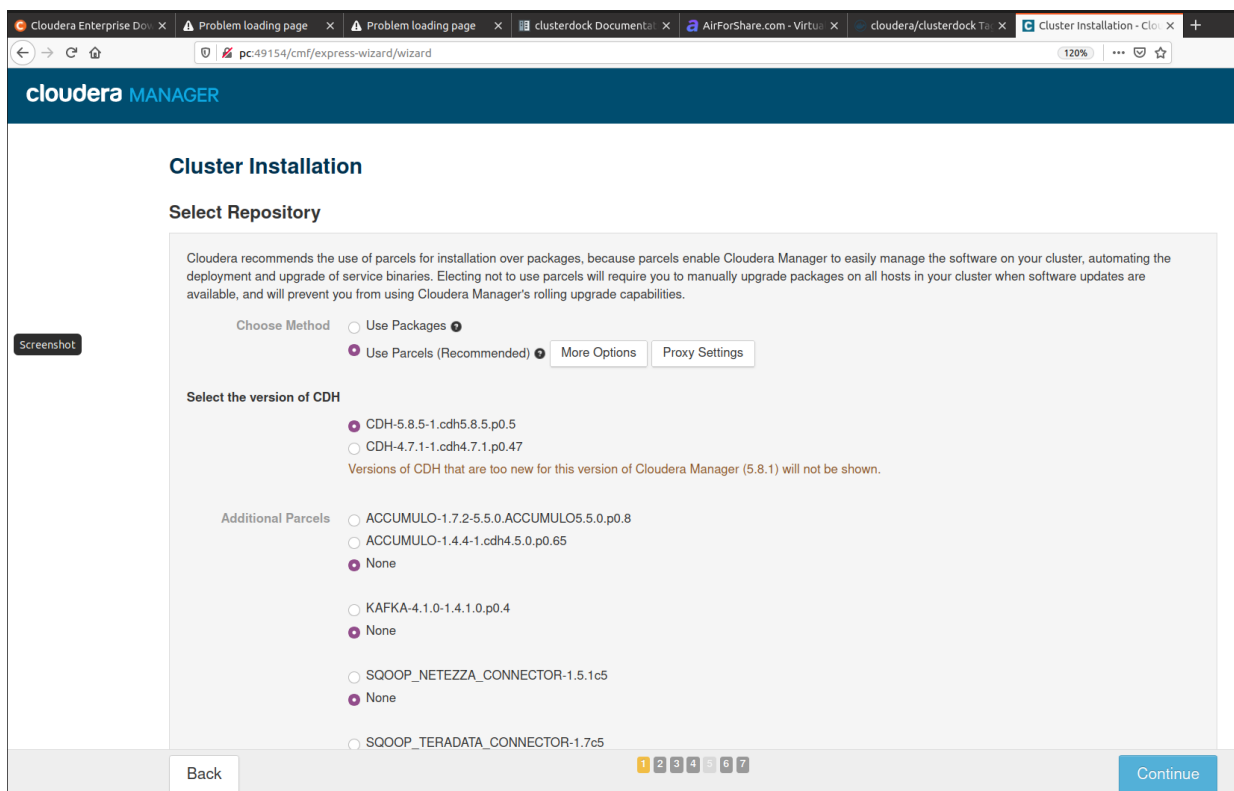 Cloudera Enterprise Dow
Problem loading page
Problem loading page
clusterdock Documentat
AirForShare.com - Virtua
cloudera/clusterdock Tag
Cluster Installation - Clou
pc:49154/cmf/express-wizard/wizard
120%
cloudera MANAGER
Cluster Installation
Select Repository
Cloudera recommends the use of parcels for installation over packages, because parcels enable Cloudera Manager to easily manage the software on your cluster, automating the
deployment and upgrade of service binaries. Electing not to use parcels will require you to manually upgrade packages on all hosts in your cluster when software updates are
available, and will prevent you from using Cloudera Manager's rolling upgrade capabilities.
Choose Method
Use Packages
Screenshot
Use Parcels (Recommended)
More Options
Proxy Settings
Select the version of CDH
CDH-5.8.5-1.cdh5.8.5.p0.5
CDH-4.7.1-1.cdh4.7.1.p0.47
Versions of CDH that are too new for this version of Cloudera Manager (5.8.1) will not be shown.
Additional Parcels
ACCUMULO-1.7.2-5.5.0.ACCUMULO5.5.0.p0.8
ACCUMULO-1.4.4-1.cdh4.5.0.p0.65
None
KAFKA-4.1.0-1.4.1.0.p0.4
None
SQOOP_NETEZZA_CONNECTOR-1.5.1c5
None
SQOOP_TERADATA_CONNECTOR-1.7c5
Back
1 2 3 4 5 6 7
Continue